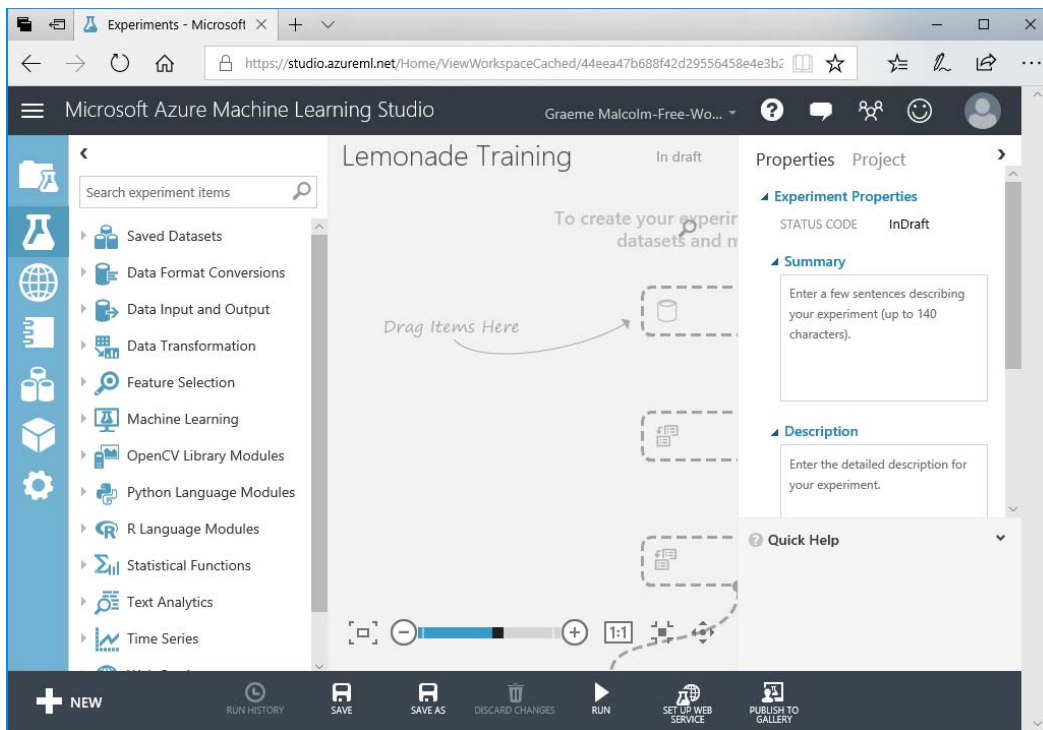 Experiments - Microsoft
https://studio.azureml.net/Home/ViewWorkspaceCached/44eea47b688f42d29556458e4e3b2
Microsoft Azure Machine Learning Studio
Graeme Malcolm-Free-Wo...
Search experiment items
Saved Datasets
Data Format Conversions
Data Input and Output
Data Transformation
Feature Selection
Machine Learning
OpenCV Library Modules
Python Language Modules
R Language Modules
Statistical Functions
Text Analytics
Time Series
Lemonade Training
In draft
To create your experir
datasets and m
Drag Items Here
1:1
Properties Project
Experiment Properties
STATUS CODE InDraft
Summary
Enter a few sentences describing
your experiment (up to 140
characters).
Description
Enter the detailed description for
your experiment.
Quick Help
NEW
RUN HISTORY
SAVE
SAVE AS
DISCARD CHANGES
RUN
SET UP WEB
SERVICE
PUBLISH TO
GALLERY